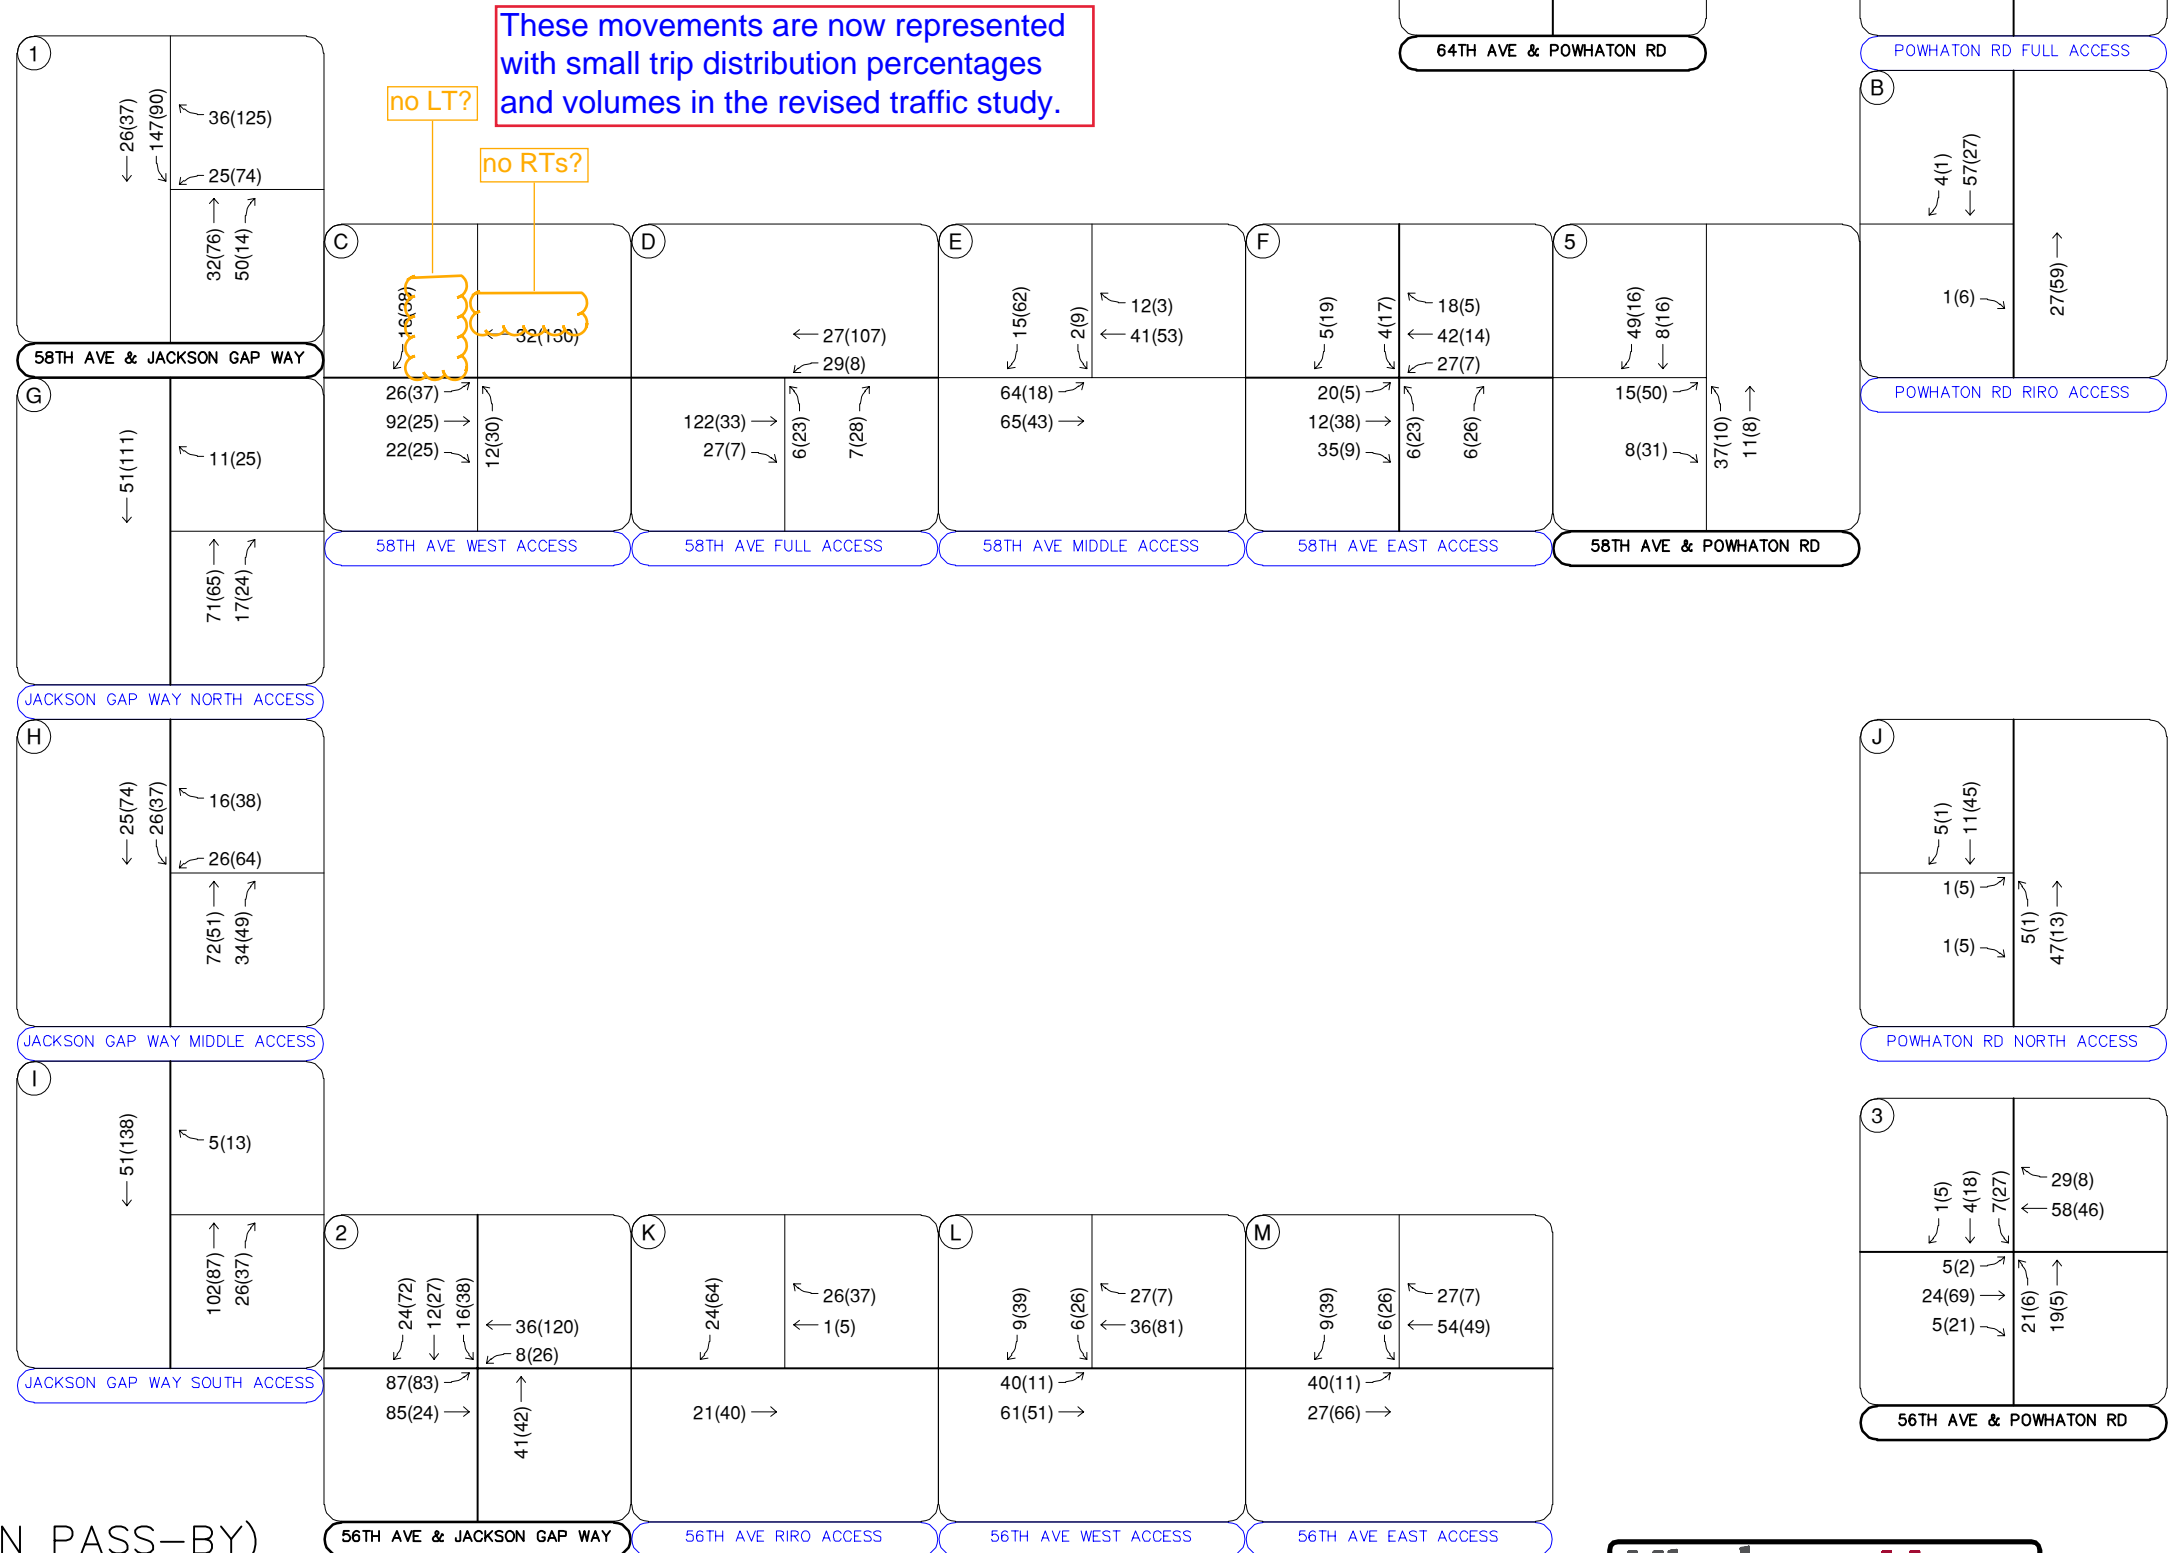 These movements are now represented
with small trip distribution percentages
and volumes in the revised traffic study.
no LT?
no RTs?
64TH AVE & POWHATON RD
POWHATON RD FULL ACCESS
1
26(37)
147(90)
36(125)
25(74)
32(76)
50(14)
58TH AVE & JACKSON GAP WAY
B
4(1)
57(27)
1(6)
27(59)
POWHATON RD RIRO ACCESS
C
16(38)
32(130)
26(37)
92(25)
22(25)
12(30)
58TH AVE WEST ACCESS
D
27(107)
29(8)
122(33)
27(7)
6(23)
7(28)
58TH AVE FULL ACCESS
E
15(62)
2(9)
12(3)
41(53)
64(18)
65(43)
58TH AVE MIDDLE ACCESS
F
5(19)
4(17)
18(5)
42(14)
27(7)
20(5)
12(38)
35(9)
6(23)
6(26)
58TH AVE EAST ACCESS
5
49(16)
8(16)
15(50)
8(31)
37(10)
11(8)
58TH AVE & POWHATON RD
G
51(111)
11(25)
71(65)
17(24)
JACKSON GAP WAY NORTH ACCESS
H
25(74)
26(37)
16(38)
26(64)
72(51)
34(49)
JACKSON GAP WAY MIDDLE ACCESS
J
5(1)
11(45)
1(5)
1(5)
5(1)
47(13)
POWHATON RD NORTH ACCESS
I
51(138)
5(13)
102(87)
26(37)
JACKSON GAP WAY SOUTH ACCESS
3
1(5)
4(18)
7(27)
29(8)
58(46)
5(2)
24(69)
5(21)
21(6)
19(5)
56TH AVE & POWHATON RD
2
24(72)
12(27)
16(38)
36(120)
8(26)
87(83)
85(24)
41(42)
56TH AVE & JACKSON GAP WAY
K
24(64)
26(37)
1(5)
21(40)
56TH AVE RIRO ACCESS
L
9(39)
6(26)
27(7)
36(81)
40(11)
61(51)
56TH AVE WEST ACCESS
M
9(39)
6(26)
27(7)
54(49)
40(11)
27(66)
56TH AVE EAST ACCESS
N PASS-BY)